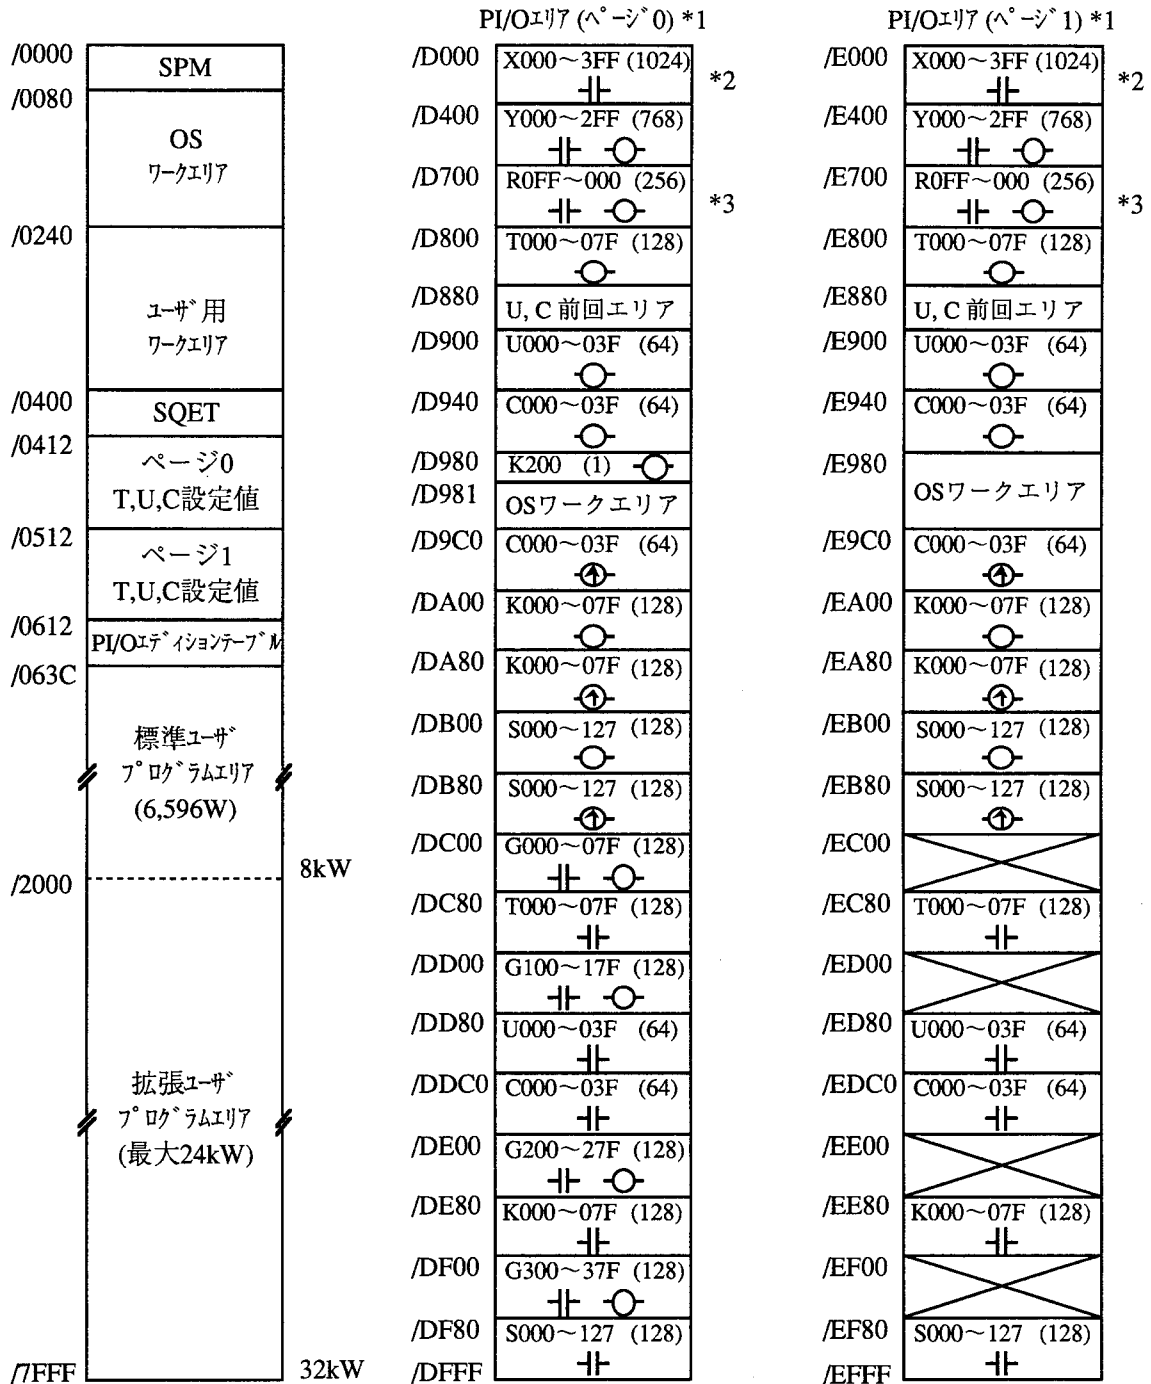 /0000
SPM
/0080
OS
ワークエリア
/0240
ユーザ用
ワークエリア
/0400
SQET
/0412
ページ0
T,U,C設定値
/0512
ページ1
T,U,C設定値
/0612
PI/Oエディションテーブル
/063C
標準ユーザ
プログラムエリア
(6,596W)
8kW
/2000
拡張ユーザ
プログラムエリア
(最大24kW)
/7FFF
32kW
PI/Oエリア (ページ0) *1
/D000
X000~3FF (1024)
*2
/D400
Y000~2FF (768)
/D700
R0FF~000 (256)
*3
/D800
T000~07F (128)
/D880
U, C 前回エリア
/D900
U000~03F (64)
/D940
C000~03F (64)
/D980
K200 (1)
/D981
OSワークエリア
/D9C0
C000~03F (64)
/DA00
K000~07F (128)
/DA80
K000~07F (128)
/DB00
S000~127 (128)
/DB80
S000~127 (128)
/DC00
G000~07F (128)
/DC80
T000~07F (128)
/DD00
G100~17F (128)
/DD80
U000~03F (64)
/DDC0
C000~03F (64)
/DE00
G200~27F (128)
/DE80
K000~07F (128)
/DF00
G300~37F (128)
/DF80
S000~127 (128)
/DFFF
PI/Oエリア (ページ1) *1
/E000
X000~3FF (1024)
*2
/E400
Y000~2FF (768)
/E700
R0FF~000 (256)
*3
/E800
T000~07F (128)
/E880
U, C 前回エリア
/E900
U000~03F (64)
/E940
C000~03F (64)
/E980
OSワークエリア
/E9C0
C000~03F (64)
/EA00
K000~07F (128)
/EA80
K000~07F (128)
/EB00
S000~127 (128)
/EB80
S000~127 (128)
/EC00
/EC80
T000~07F (128)
/ED00
/ED80
U000~03F (64)
/EDC0
C000~03F (64)
/EE00
/EE80
K000~07F (128)
/EF00
/EF80
S000~127 (128)
/EFFF